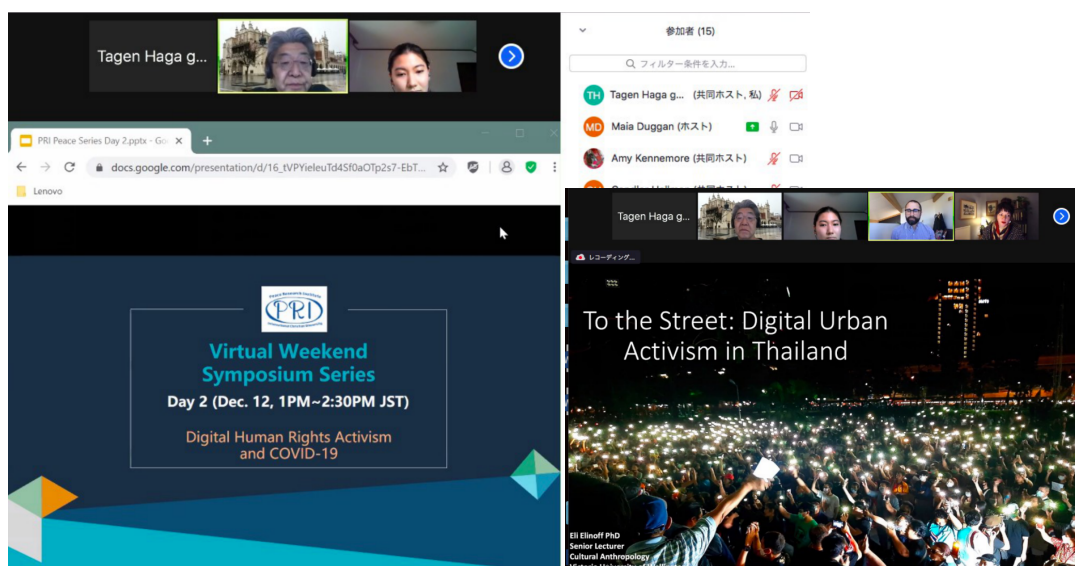 Tagen Haga g...
PRI Peace Series Day 2.pptx - Go
docs.google.com/presentation/d/16_tVPYieleuTd4Sf0aOTp2s7-EbT...
Lenovo
PRI
Virtual Weekend
Symposium Series
Day 2 (Dec. 12, 1PM~2:30PM JST)
Digital Human Rights Activism
and COVID-19
参加者 (15)
フィルター条件を入力...
TH Tagen Haga g... (共同ホスト, 私)
MD Maia Duggan (ホスト)
Amy Kennemore (共同ホスト)
Tagen Haga g...
レコーディング...
To the Street: Digital Urban
Activism in Thailand
Eli Elinoff PhD
Senior Lecturer
Cultural Anthropology